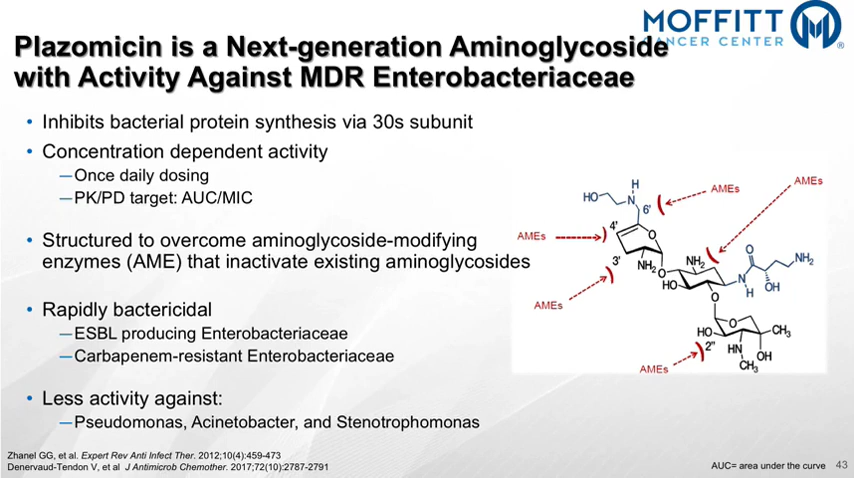 MOFFITT
CANCER CENTER
®
Plazomicin is a Next-generation Aminoglycoside
with Activity Against MDR Enterobacteriaceae
• Inhibits bacterial protein synthesis via 30s subunit
• Concentration dependent activity
—Once daily dosing
—PK/PD target: AUC/MIC
• Structured to overcome aminoglycoside-modifying
enzymes (AME) that inactivate existing aminoglycosides
• Rapidly bactericidal
—ESBL producing Enterobacteriaceae
—Carbapenem-resistant Enterobacteriaceae
• Less activity against:
—Pseudomonas, Acinetobacter, and Stenotrophomonas
AMEs
H
AMEs
HO
N
6'
4'
AMEs
O
3'
NH2
NH2
O
NH2
O
HO
N
H
OH
AMEs
O
O
HO
CH3
2"
HN
OH
CH3
AMEs
Zhanel GG, et al. Expert Rev Anti Infect Ther. 2012;10(4):459-473
Denervaud-Tendon V, et al J Antimicrob Chemother. 2017;72(10):2787-2791
AUC= area under the curve
43